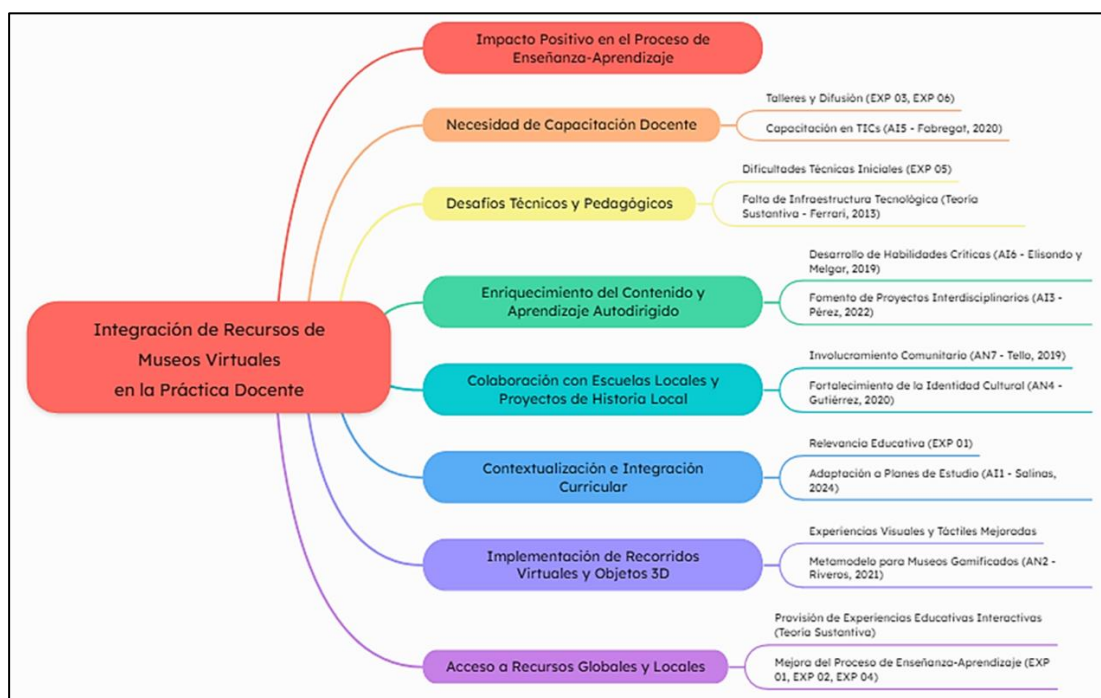 Integración de Recursos de
Museos Virtuales
en la Práctica Docente
Impacto Positivo en el Proceso de
Enseñanza-Aprendizaje
Necesidad de Capacitación Docente
Talleres y Difusión (EXP 03, EXP 06)
Capacitación en TICs (AI5 - Fabregat, 2020)
Desafíos Técnicos y Pedagógicos
Dificultades Técnicas Iniciales (EXP 05)
Falta de Infraestructura Tecnológica (Teoría
Sustantiva - Ferrari, 2013)
Enriquecimiento del Contenido y
Aprendizaje Autodirigido
Desarrollo de Habilidades Críticas (AI6 - Elisondo y
Melgar, 2019)
Fomento de Proyectos Interdisciplinarios (AI3 -
Pérez, 2022)
Colaboración con Escuelas Locales y
Proyectos de Historia Local
Involucramiento Comunitario (AN7 - Tello, 2019)
Fortalecimiento de la Identidad Cultural (AN4 -
Gutiérrez, 2020)
Contextualización e Integración
Curricular
Relevancia Educativa (EXP 01)
Adaptación a Planes de Estudio (AI1 - Salinas,
2024)
Implementación de Recorridos
Virtuales y Objetos 3D
Experiencias Visuales y Táctiles Mejoradas
Metamodelo para Museos Gamificados (AN2 -
Riveros, 2021)
Acceso a Recursos Globales y Locales
Provisión de Experiencias Educativas Interactivas
(Teoría Sustantiva)
Mejora del Proceso de Enseñanza-Aprendizaje (EXP
01, EXP 02, EXP 04)